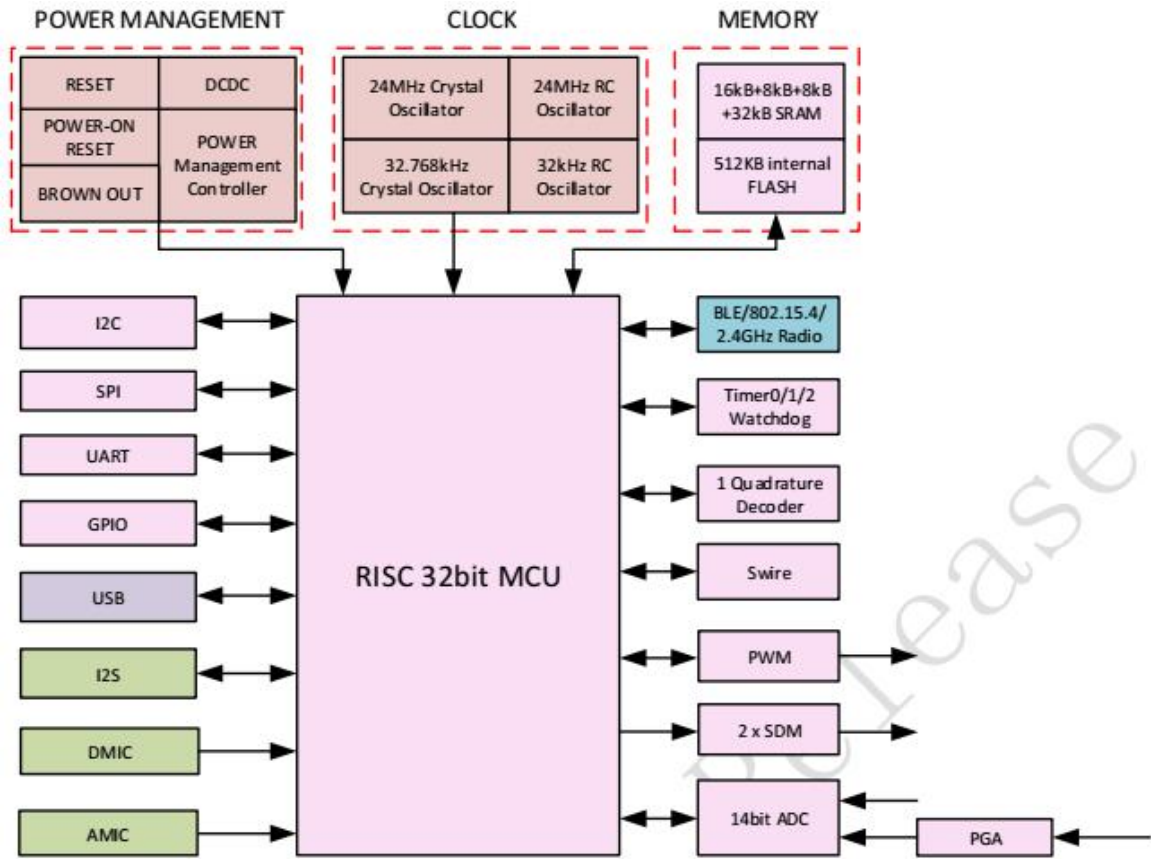 POWER MANAGEMENT
CLOCK
MEMORY
RESET
DCDC
POWER-ON
RESET
POWER
Management
Controller
BROWN OUT
24MHz Crystal
Oscillator
24MHz RC
Oscillator
32.768kHz
Crystal Oscillator
32kHz RC
Oscillator
16kB+8kB+8kB
+32kB SRAM
512KB internal
FLASH
I2C
SPI
UART
GPIO
USB
I2S
DMIC
AMIC
RISC 32bit MCU
BLE/802.15.4/
2.4GHz Radio
Timer0/1/2
Watchdog
1 Quadrature
Decoder
Swire
PWM
2 x SDM
14bit ADC
PGA
Release